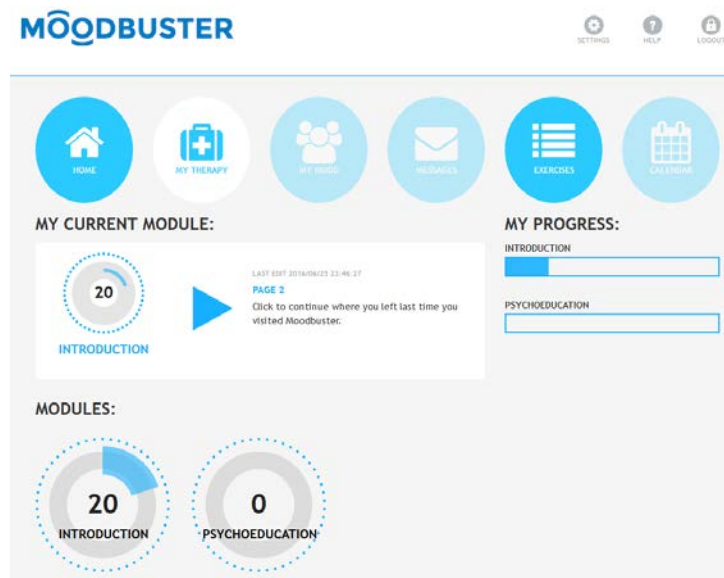 MOODBUSTER
SETTINGS
HELP
LOGOUT
HOME
MY THERAPY
MY MOOD
MESSAGES
EXERCISES
CALENDAR
MY CURRENT MODULE:
20
INTRODUCTION
LAST EDIT 2016/06/25 22:46:27
PAGE 2
Click to continue where you left last time you
visited Moodbuster.
MY PROGRESS:
INTRODUCTION
PSYCHOEDUCATION
MODULES:
20
INTRODUCTION
0
PSYCHOEDUCATION